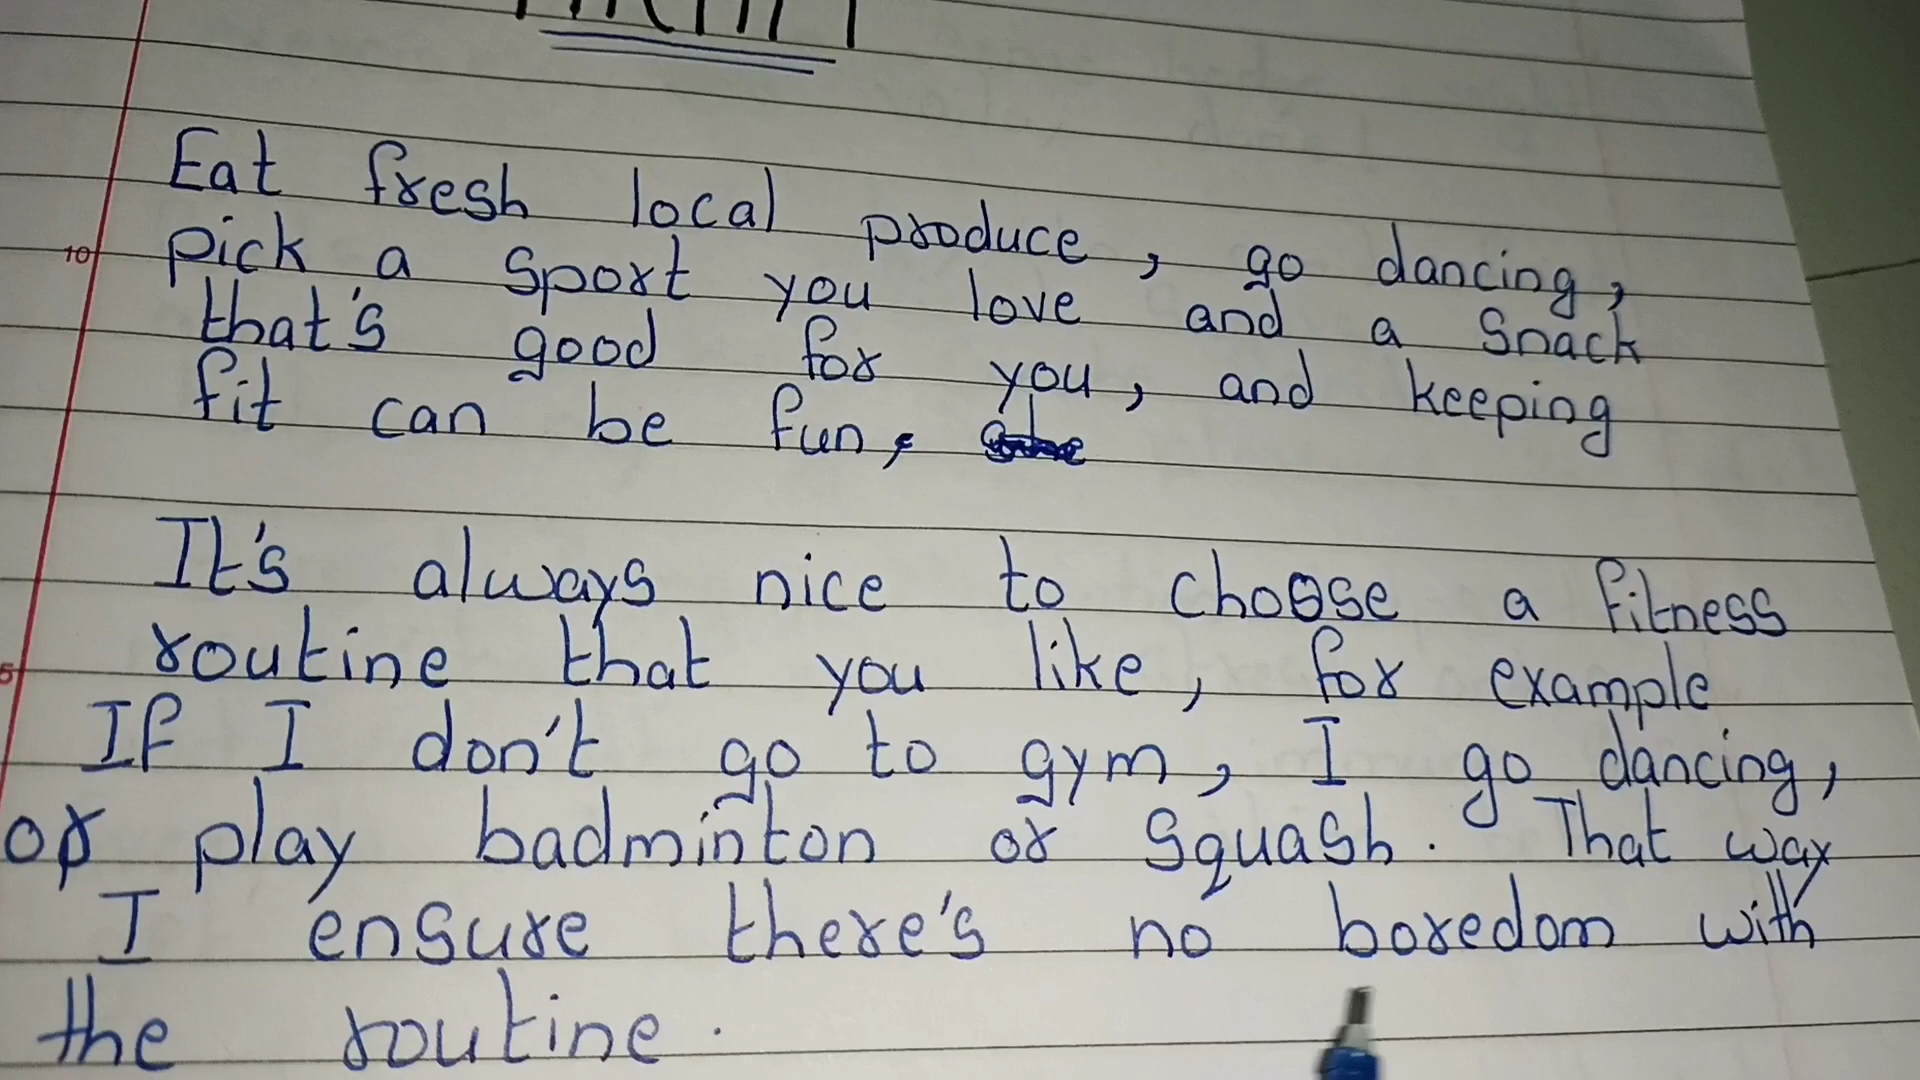 Eat fresh local produce, go dancing,
pick a sport you love and a snack
that's good for you, and keeping
fit can be fun,
It's always nice to choose a fitness
routine that you like, for example
If I don't go to gym, I go dancing,
or play badminton or squash. That way
I ensure there's no boredom with
the routine.
10
5